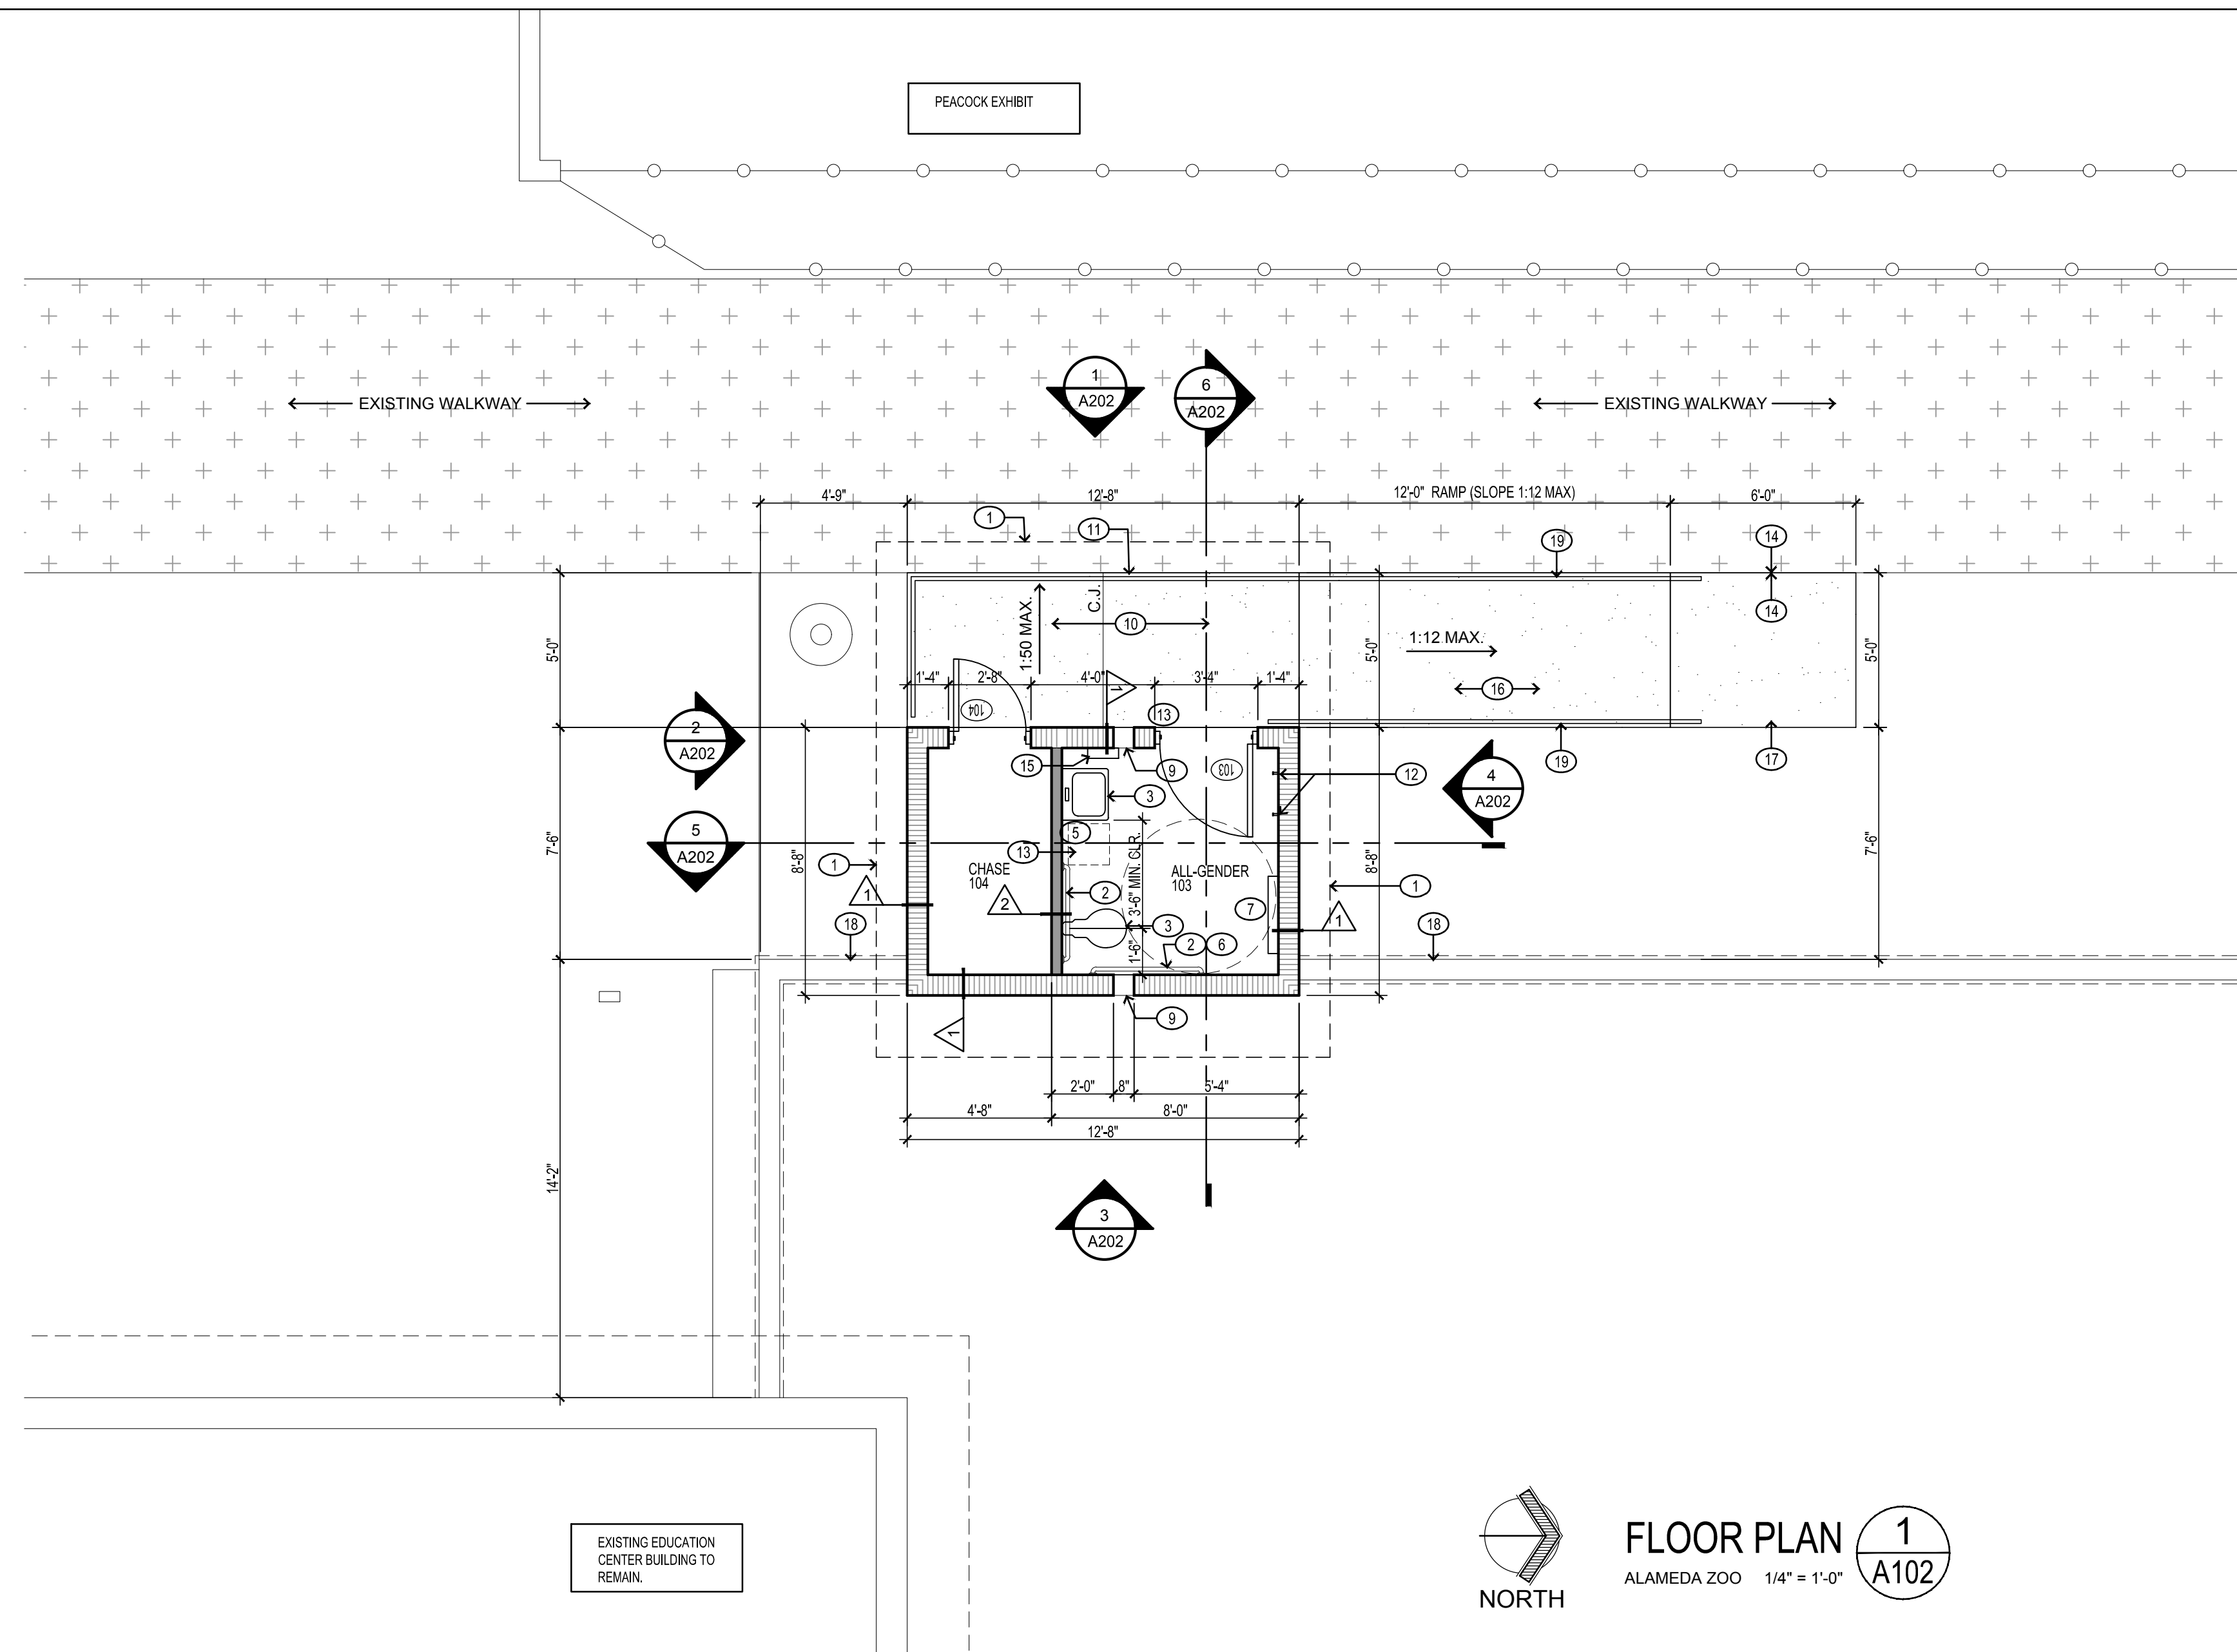 PEACOCK EXHIBIT
1
A202
6
A202
EXISTING WALKWAY
EXISTING WALKWAY
4'-9"
12'-8"
12'-0" RAMP (SLOPE 1:12 MAX)
6'-0"
1
11
19
14
14
5'-0"
1:50 MAX.
C.J.
10
5'-0"
1:12 MAX.
5'-0"
1'-4"
2'-8"
4'-0"
1
3'-4"
1'-4"
16
104
13
2
A202
15
9
103
12
19
17
4
A202
3
5
A202
7'-6"
8'-8"
1
13
5
3'-6" MIN. CLR.
CHASE
104
ALL-GENDER
103
8'-8"
7'-6"
1
1
2
2
7
1
18
3
1'-6"
2
6
18
9
1
2'-0"
8"
5'-4"
4'-8"
8'-0"
12'-8"
14'-2"
3
A202
EXISTING EDUCATION
CENTER BUILDING TO
REMAIN.
NORTH
FLOOR PLAN
ALAMEDA ZOO 1/4" = 1'-0"
1
A102